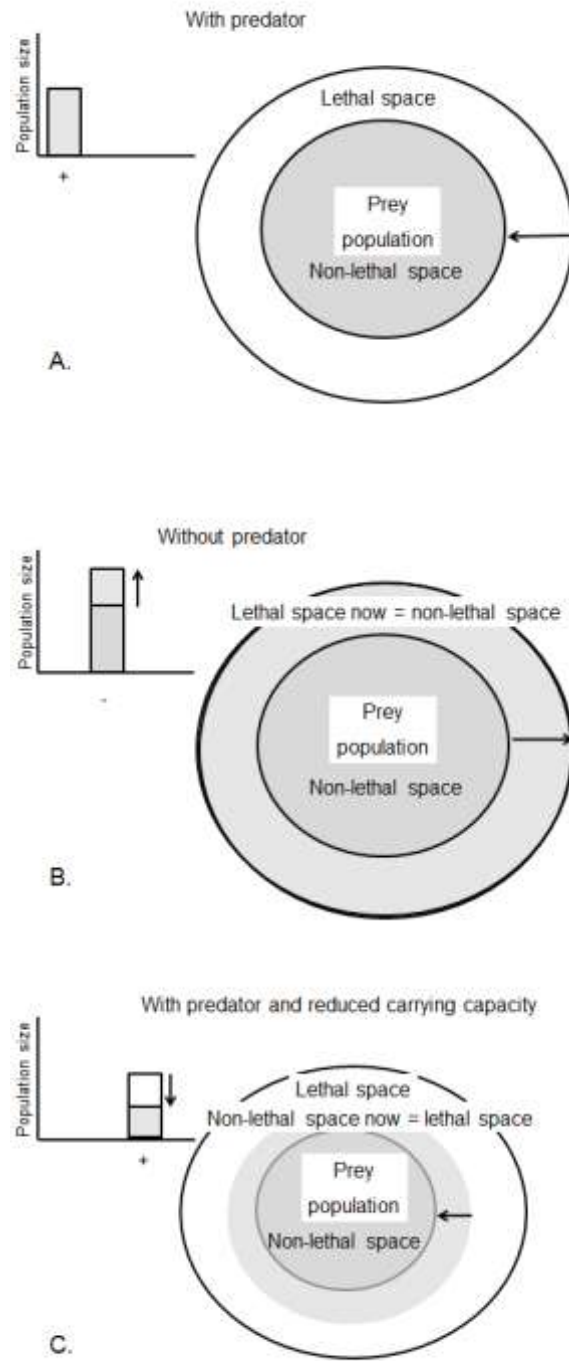 With predator
Population size
+
Lethal space
Prey
population
Non-lethal space
A.
Without predator
Population size
-
Lethal space now = non-lethal space
Prey
population
Non-lethal space
B.
With predator and reduced carrying capacity
Population size
+
Lethal space
Non-lethal space now = lethal space
Prey
population
Non-lethal space
C.